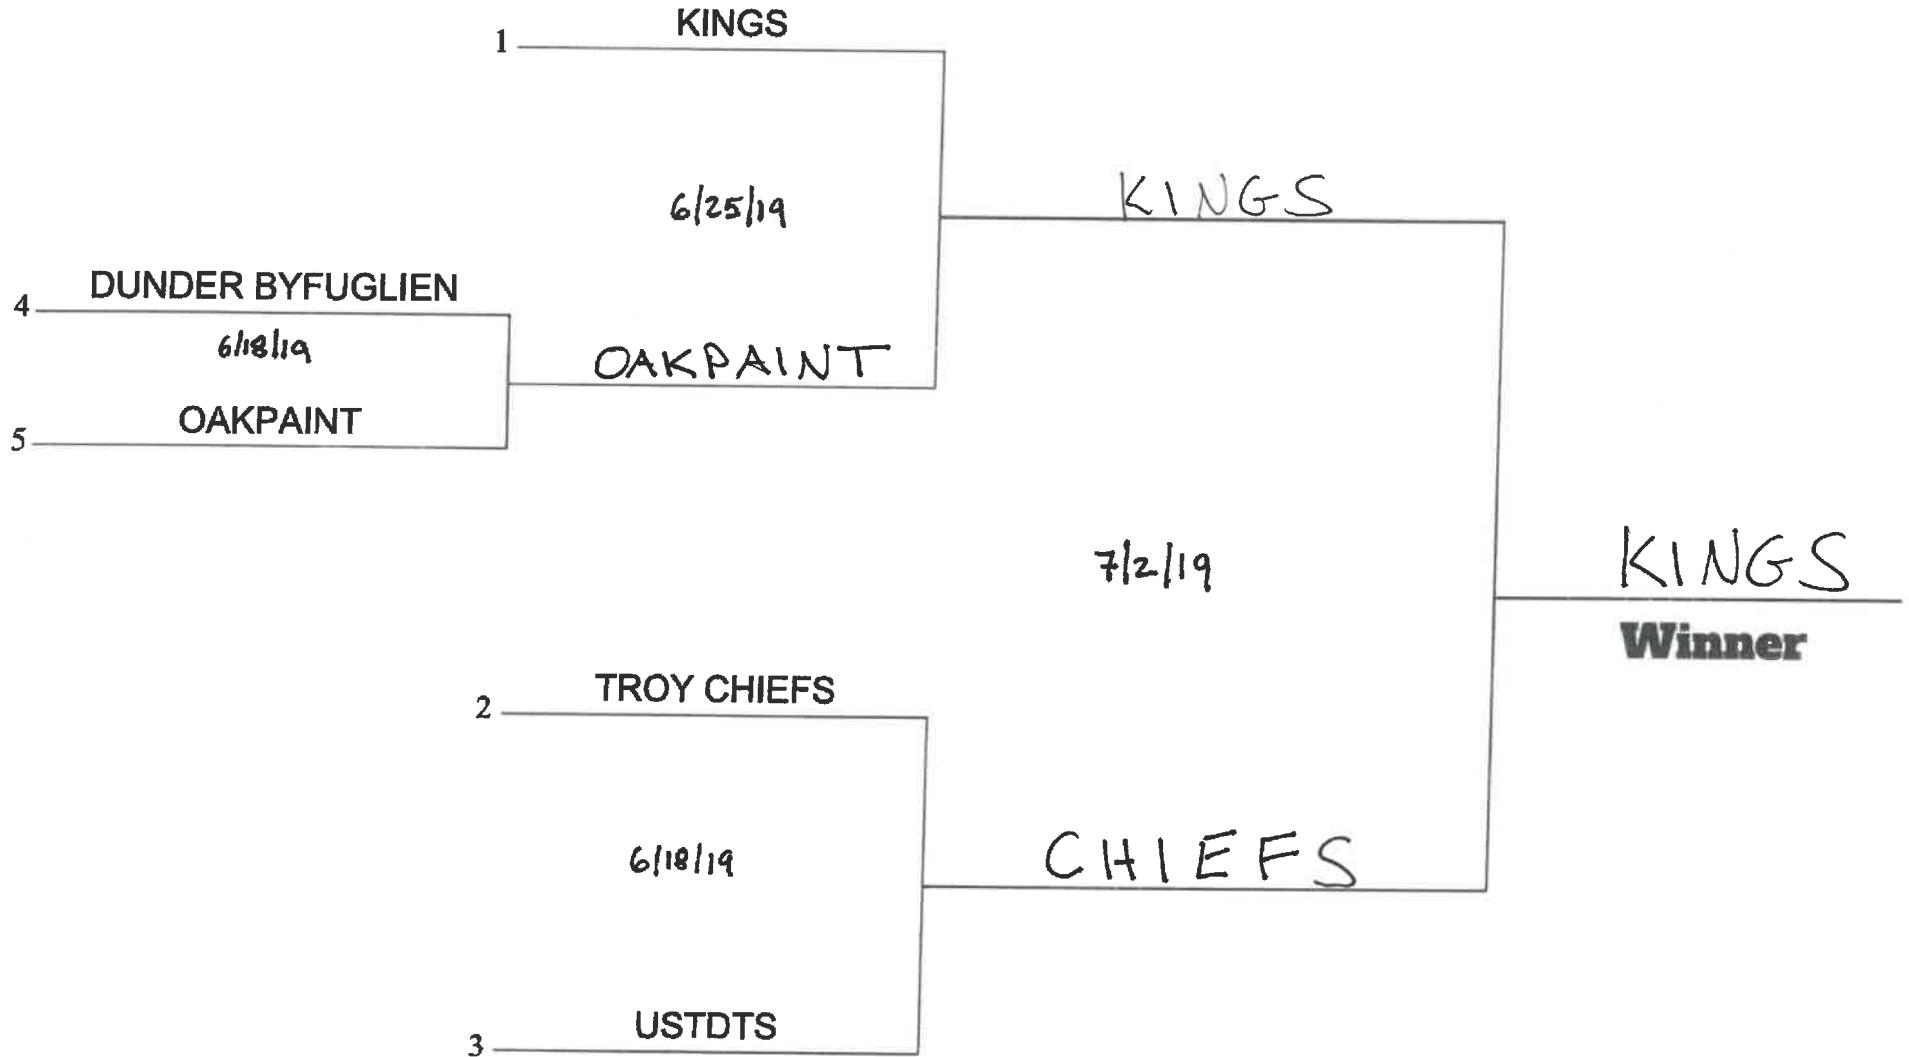 KINGS
1
6/25/19
KINGS
DUNDER BYFUGLIEN
4
6/18/19
OAKPAINT
OAKPAINT
5
7/2/19
KINGS
Winner
TROY CHIEFS
2
6/18/19
CHIEFS
USTDTS
3